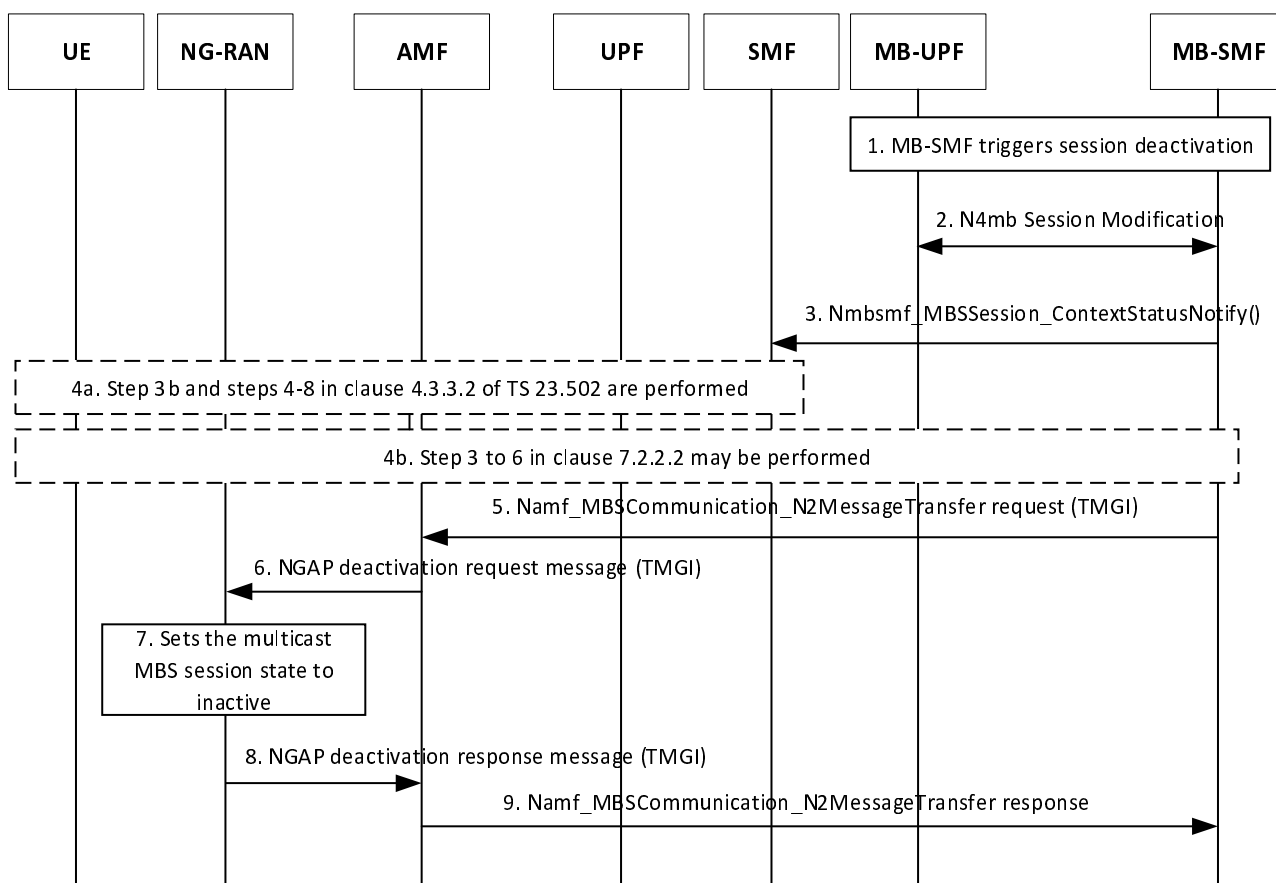 UE
NG-RAN
AMF
UPF
SMF
MB-UPF
MB-SMF
1. MB-SMF triggers session deactivation
2. N4mb Session Modification
3. Nmbsmf_MBSSession_ContextStatusNotify()
4a. Step 3b and steps 4-8 in clause 4.3.3.2 of TS 23.502 are performed
4b. Step 3 to 6 in clause 7.2.2.2 may be performed
5. Namf_MBSCommunication_N2MessageTransfer request (TMGI)
6. NGAP deactivation request message (TMGI)
7. Sets the multicast
MBS session state to
inactive
8. NGAP deactivation response message (TMGI)
9. Namf_MBSCommunication_N2MessageTransfer response